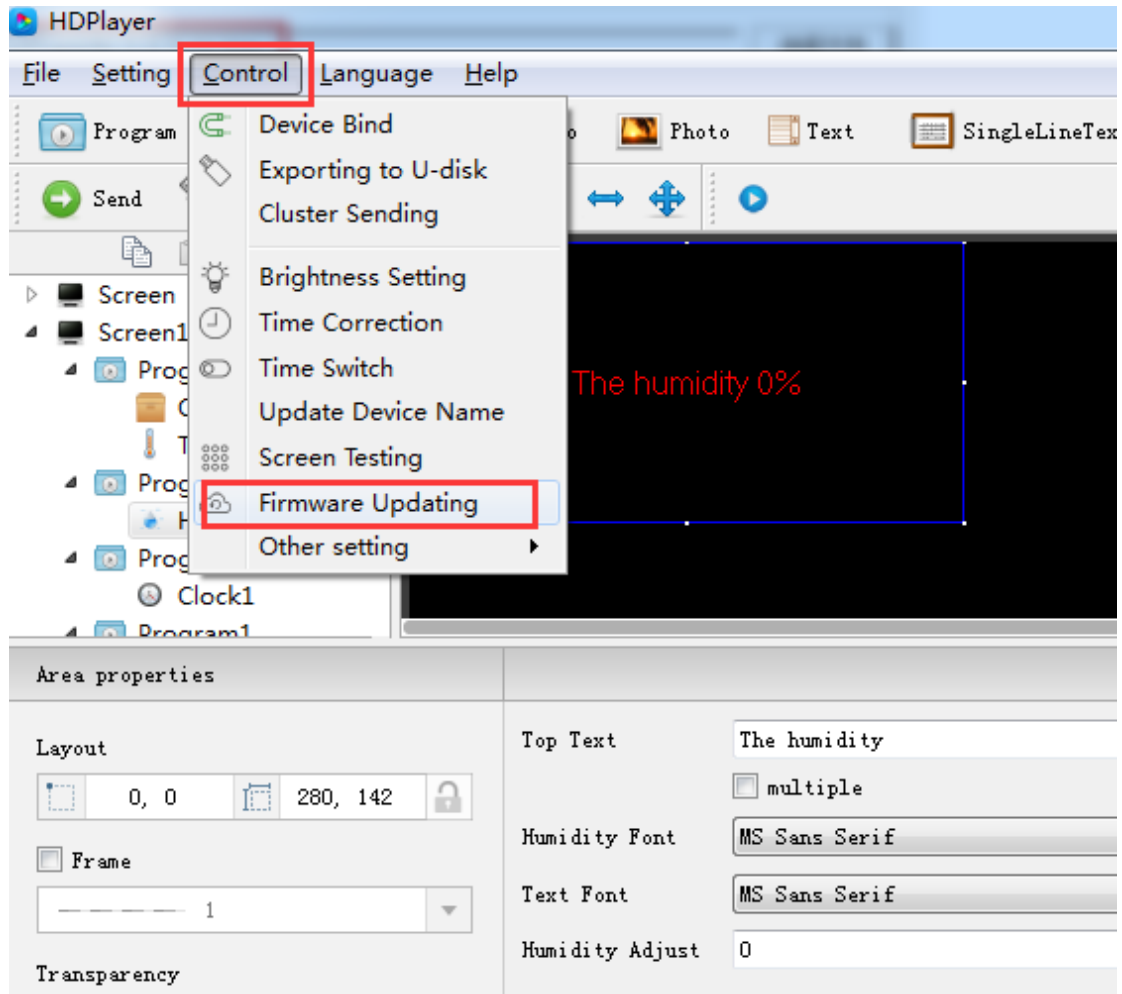 HDPlayer
File Setting Control Language Help
Program Photo Text SingleLineTex
Device Bind
Exporting to U-disk
Send
Cluster Sending
Brightness Setting
Screen
Time Correction
Screen1
Time Switch
Prog
The humidity 0%
Update Device Name
Screen Testing
Prog
Firmware Updating
Other setting
Prog
Clock1
Program1
Area properties
Layout
0, 0 280, 142
Frame
1
Transparency
Top Text The humidity
multiple
Humidity Font MS Sans Serif
Text Font MS Sans Serif
Humidity Adjust 0